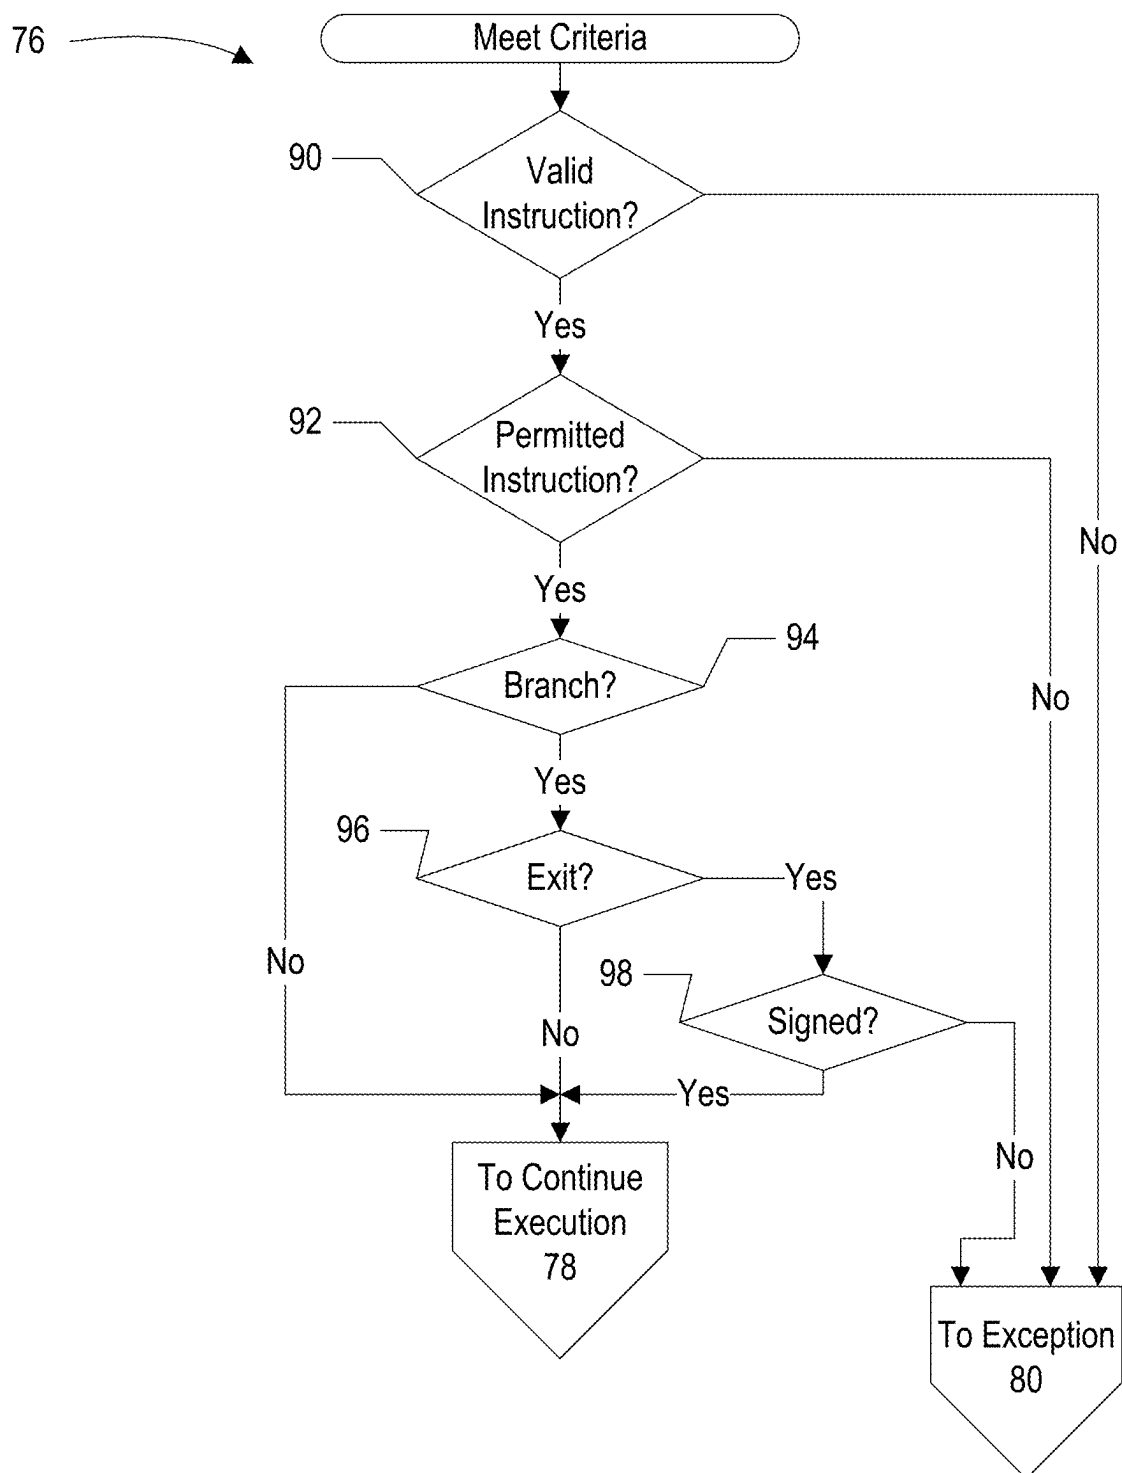 76
Meet Criteria
90
Valid
Instruction?
Yes
92
Permitted
Instruction?
No
Yes
94
Branch?
No
Yes
96
Exit?
Yes
No
98
Signed?
No
Yes
No
To Continue
Execution
78
To Exception
80